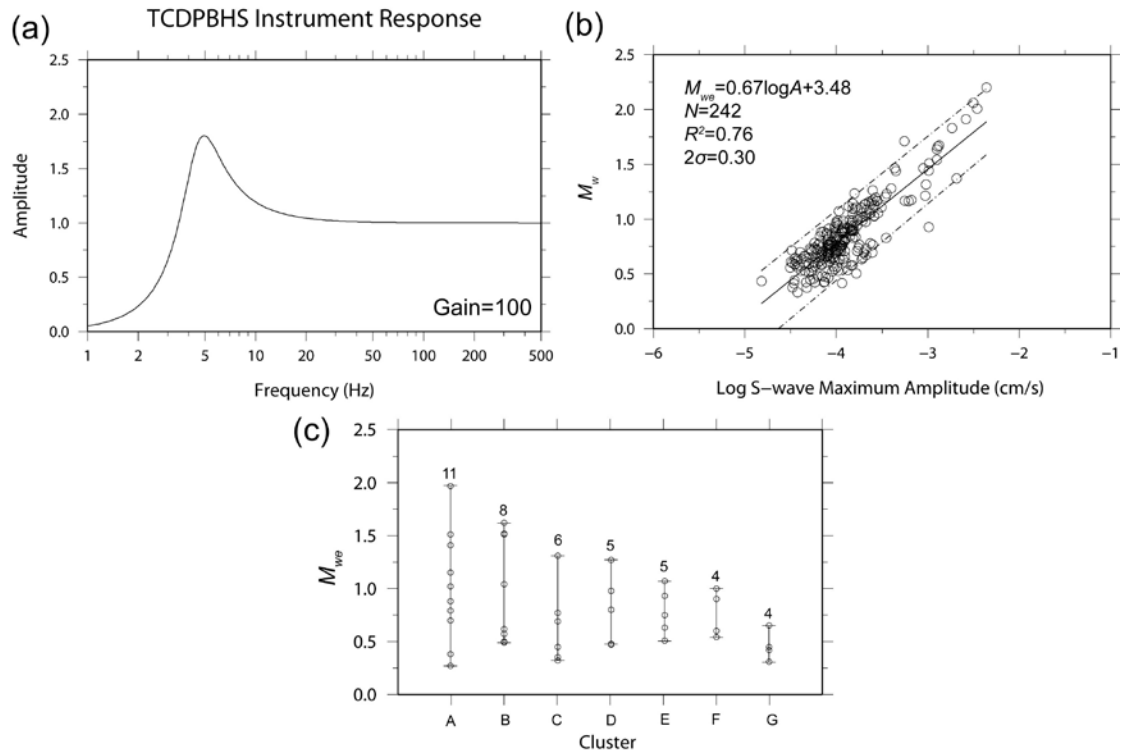 (a)
TCDPBHS Instrument Response
2.5
2.0
1.5
1.0
0.5
0.0
Amplitude
Gain=100
1 2 5 10 20 50 100 200 500
Frequency (Hz)
(b)
2.5
2.0
1.5
1.0
0.5
0.0
Mw
Mwe=0.67logA+3.48
N=242
R²=0.76
2σ=0.30
−6 −5 −4 −3 −2 −1
Log S−wave Maximum Amplitude (cm/s)
(c)
2.5
2.0
1.5
1.0
0.5
0.0
Mwe
11
8
6
5
5
4
4
A B C D E F G
Cluster